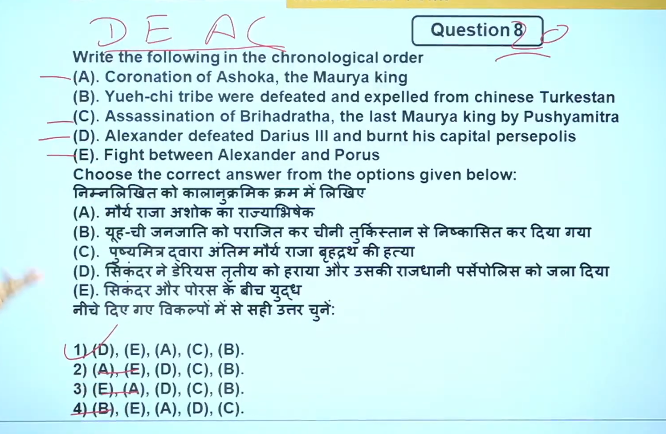 D E A C
Question 8
20
Write the following in the chronological order
(A). Coronation of Ashoka, the Maurya king
(B). Yueh-chi tribe were defeated and expelled from chinese Turkestan
(C). Assassination of Brihadratha, the last Maurya king by Pushyamitra
(D). Alexander defeated Darius III and burnt his capital persepolis
(E). Fight between Alexander and Porus
Choose the correct answer from the options given below:
निम्नलिखित को कालानुक्रमिक क्रम में लिखिए
(A). मौर्य राजा अशोक का राज्याभिषेक
(B). यूह-ची जनजाति को पराजित कर चीनी तुर्किस्तान से निष्कासित कर दिया गया
(C). पुष्यमित्र द्वारा अंतिम मौर्य राजा बृहद्रथ की हत्या
(D). सिकंदर ने डेरियस तृतीय को हराया और उसकी राजधानी पर्सेपोलिस को जला दिया
(E). सिकंदर और पोरस के बीच युद्ध
नीचे दिए गए विकल्पों में से सही उत्तर चुनें:
1) (D), (E), (A), (C), (B).
2) (A), (E), (D), (C), (B).
3) (E), (A), (D), (C), (B).
4) (B), (E), (A), (D), (C).